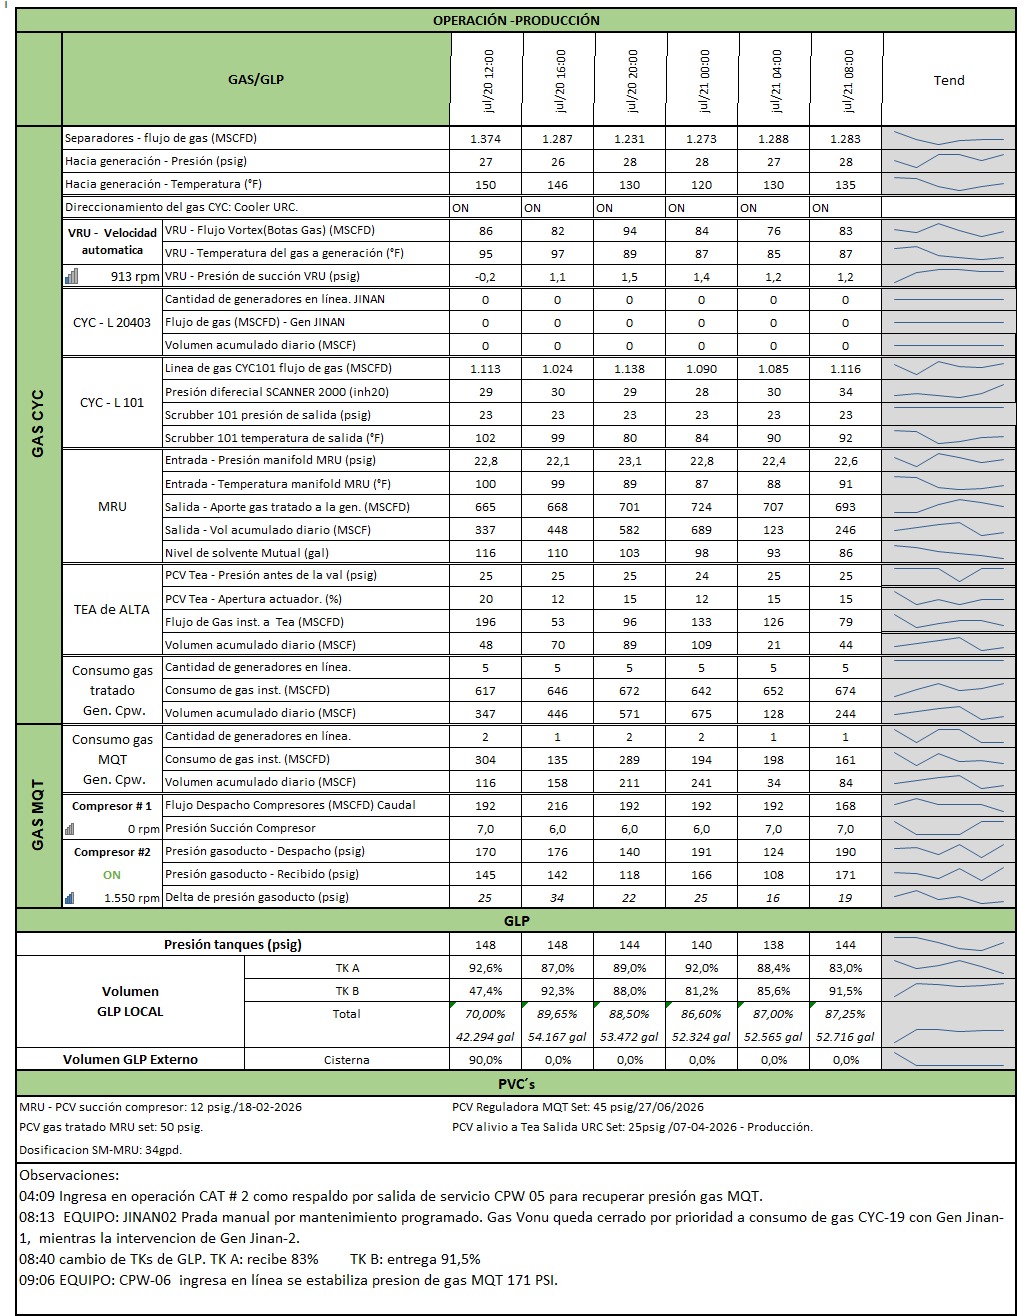 OPERACIÓN -PRODUCCIÓN
GAS/GLP jul/20 12:00 jul/20 16:00 jul/20 20:00 jul/21 00:00 jul/21 04:00 jul/21 08:00 Tend
GAS CYC
Separadores - flujo de gas (MSCFD) 1.374 1.287 1.231 1.273 1.288 1.283
Hacia generación - Presión (psig) 27 26 28 28 27 28
Hacia generación - Temperatura (°F) 150 146 130 120 130 135
Direccionamiento del gas CYC: Cooler URC. ON ON ON ON ON ON
VRU - Velocidad automatica
913 rpm
VRU - Flujo Vortex(Botas Gas) (MSCFD) 86 82 94 84 76 83
VRU - Temperatura del gas a generación (°F) 95 97 89 87 85 87
VRU - Presión de succión VRU (psig) -0,2 1,1 1,5 1,4 1,2 1,2
CYC - L 20403
Cantidad de generadores en línea. JINAN 0 0 0 0 0 0
Flujo de gas (MSCFD) - Gen JINAN 0 0 0 0 0 0
Volumen acumulado diario (MSCF) 0 0 0 0 0 0
CYC - L 101
Linea de gas CYC101 flujo de gas (MSCFD) 1.113 1.024 1.138 1.090 1.085 1.116
Presión diferecial SCANNER 2000 (inh20) 29 30 29 28 30 34
Scrubber 101 presión de salida (psig) 23 23 23 23 23 23
Scrubber 101 temperatura de salida (°F) 102 99 80 84 90 92
MRU
Entrada - Presión manifold MRU (psig) 22,8 22,1 23,1 22,8 22,4 22,6
Entrada - Temperatura manifold MRU (°F) 100 99 89 87 88 91
Salida - Aporte gas tratado a la gen. (MSCFD) 665 668 701 724 707 693
Salida - Vol acumulado diario (MSCF) 337 448 582 689 123 246
Nivel de solvente Mutual (gal) 116 110 103 98 93 86
TEA de ALTA
PCV Tea - Presión antes de la val (psig) 25 25 25 24 25 25
PCV Tea - Apertura actuador. (%) 20 12 15 12 15 15
Flujo de Gas inst. a Tea (MSCFD) 196 53 96 133 126 79
Volumen acumulado diario (MSCF) 48 70 89 109 21 44
Consumo gas tratado Gen. Cpw.
Cantidad de generadores en línea. 5 5 5 5 5 5
Consumo de gas inst. (MSCFD) 617 646 672 642 652 674
Volumen acumulado diario (MSCF) 347 446 571 675 128 244
GAS MQT
Consumo gas MQT Gen. Cpw.
Cantidad de generadores en línea. 2 1 2 2 1 1
Consumo de gas inst. (MSCFD) 304 135 289 194 198 161
Volumen acumulado diario (MSCF) 116 158 211 241 34 84
Compresor # 1
0 rpm
Flujo Despacho Compresores (MSCFD) Caudal 192 216 192 192 192 168
Presión Succión Compresor 7,0 6,0 6,0 6,0 7,0 7,0
Compresor #2
ON
1.550 rpm
Presión gasoducto - Despacho (psig) 170 176 140 191 124 190
Presión gasoducto - Recibido (psig) 145 142 118 166 108 171
Delta de presión gasoducto (psig) 25 34 22 25 16 19
GLP
Presión tanques (psig) 148 148 144 140 138 144
Volumen GLP LOCAL
TK A 92,6% 87,0% 89,0% 92,0% 88,4% 83,0%
TK B 47,4% 92,3% 88,0% 81,2% 85,6% 91,5%
Total 70,00% 89,65% 88,50% 86,60% 87,00% 87,25%
42.294 gal 54.167 gal 53.472 gal 52.324 gal 52.565 gal 52.716 gal
Volumen GLP Externo Cisterna 90,0% 0,0% 0,0% 0,0% 0,0% 0,0%
PVC´s
MRU - PCV succión compresor: 12 psig./18-02-2026 PCV Reguladora MQT Set: 45 psig/27/06/2026
PCV gas tratado MRU set: 50 psig. PCV alivio a Tea Salida URC Set: 25psig /07-04-2026 - Producción.
Dosificacion SM-MRU: 34gpd.
Observaciones:
04:09 Ingresa en operación CAT # 2 como respaldo por salida de servicio CPW 05 para recuperar presión gas MQT.
08:13 EQUIPO: JINAN02 Prada manual por mantenimiento programado. Gas Vonu queda cerrado por prioridad a consumo de gas CYC-19 con Gen Jinan-
1, mientras la intervencion de Gen Jinan-2.
08:40 cambio de TKs de GLP. TK A: recibe 83% TK B: entrega 91,5%
09:06 EQUIPO: CPW-06 ingresa en línea se estabiliza presion de gas MQT 171 PSI.